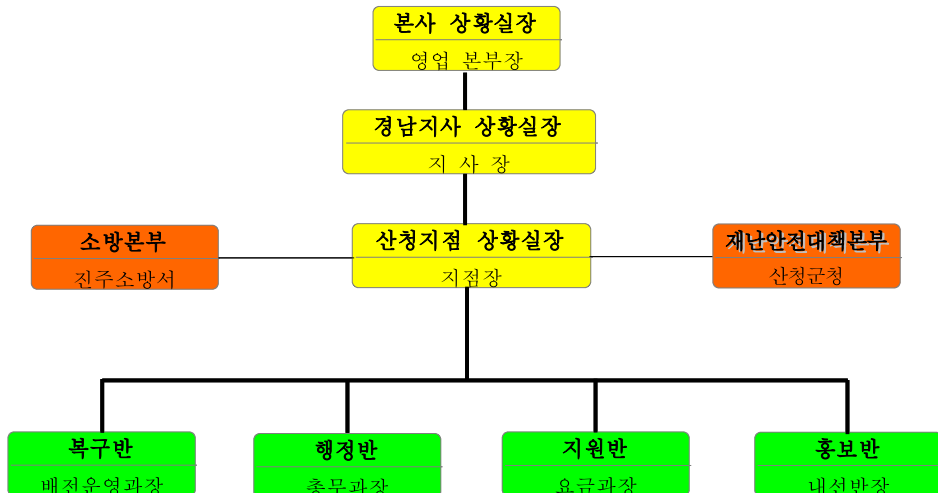 본사 상황실장
영업 본부장
경남지사 상황실장
지 사 장
소방본부
진주소방서
산청지점 상황실장
지점장
재난안전대책본부
산청군청
복구반
배전운영과장
행정반
총무과장
지원반
요금과장
홍보반
내선반장